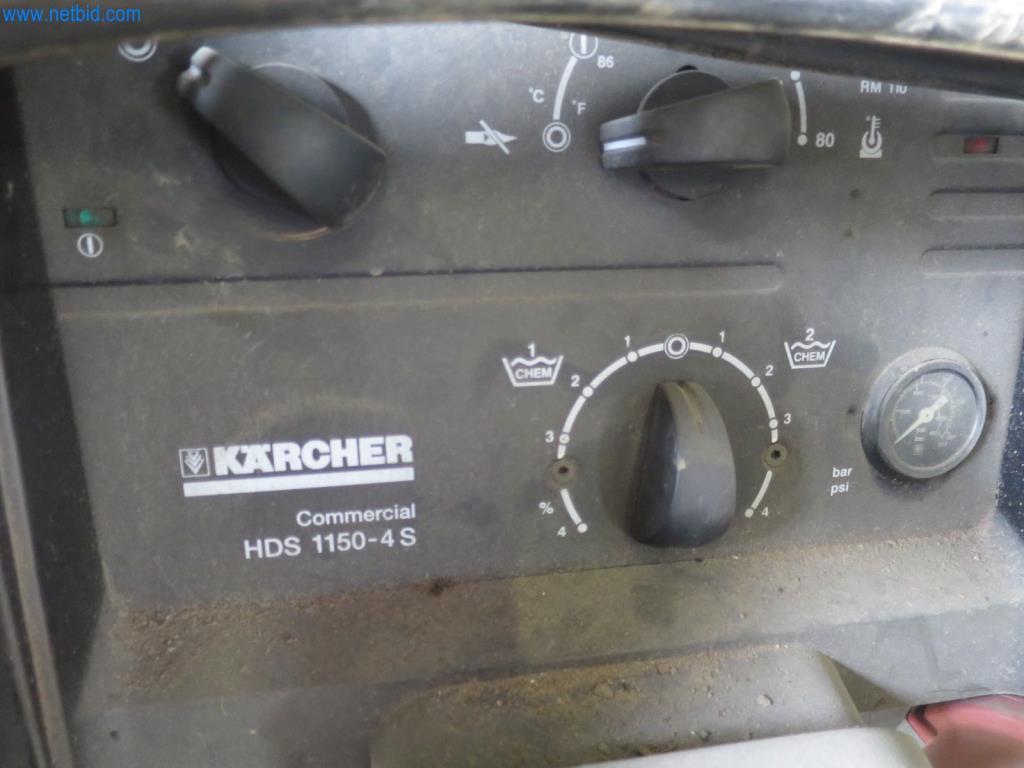 www.netbid.com
86
°C
°F
80
RM 110
1
CHEM
2
CHEM
1
1
2
2
3
3
%
4
4
KÄRCHER
Commercial
HDS 1150-4 S
bar
psi